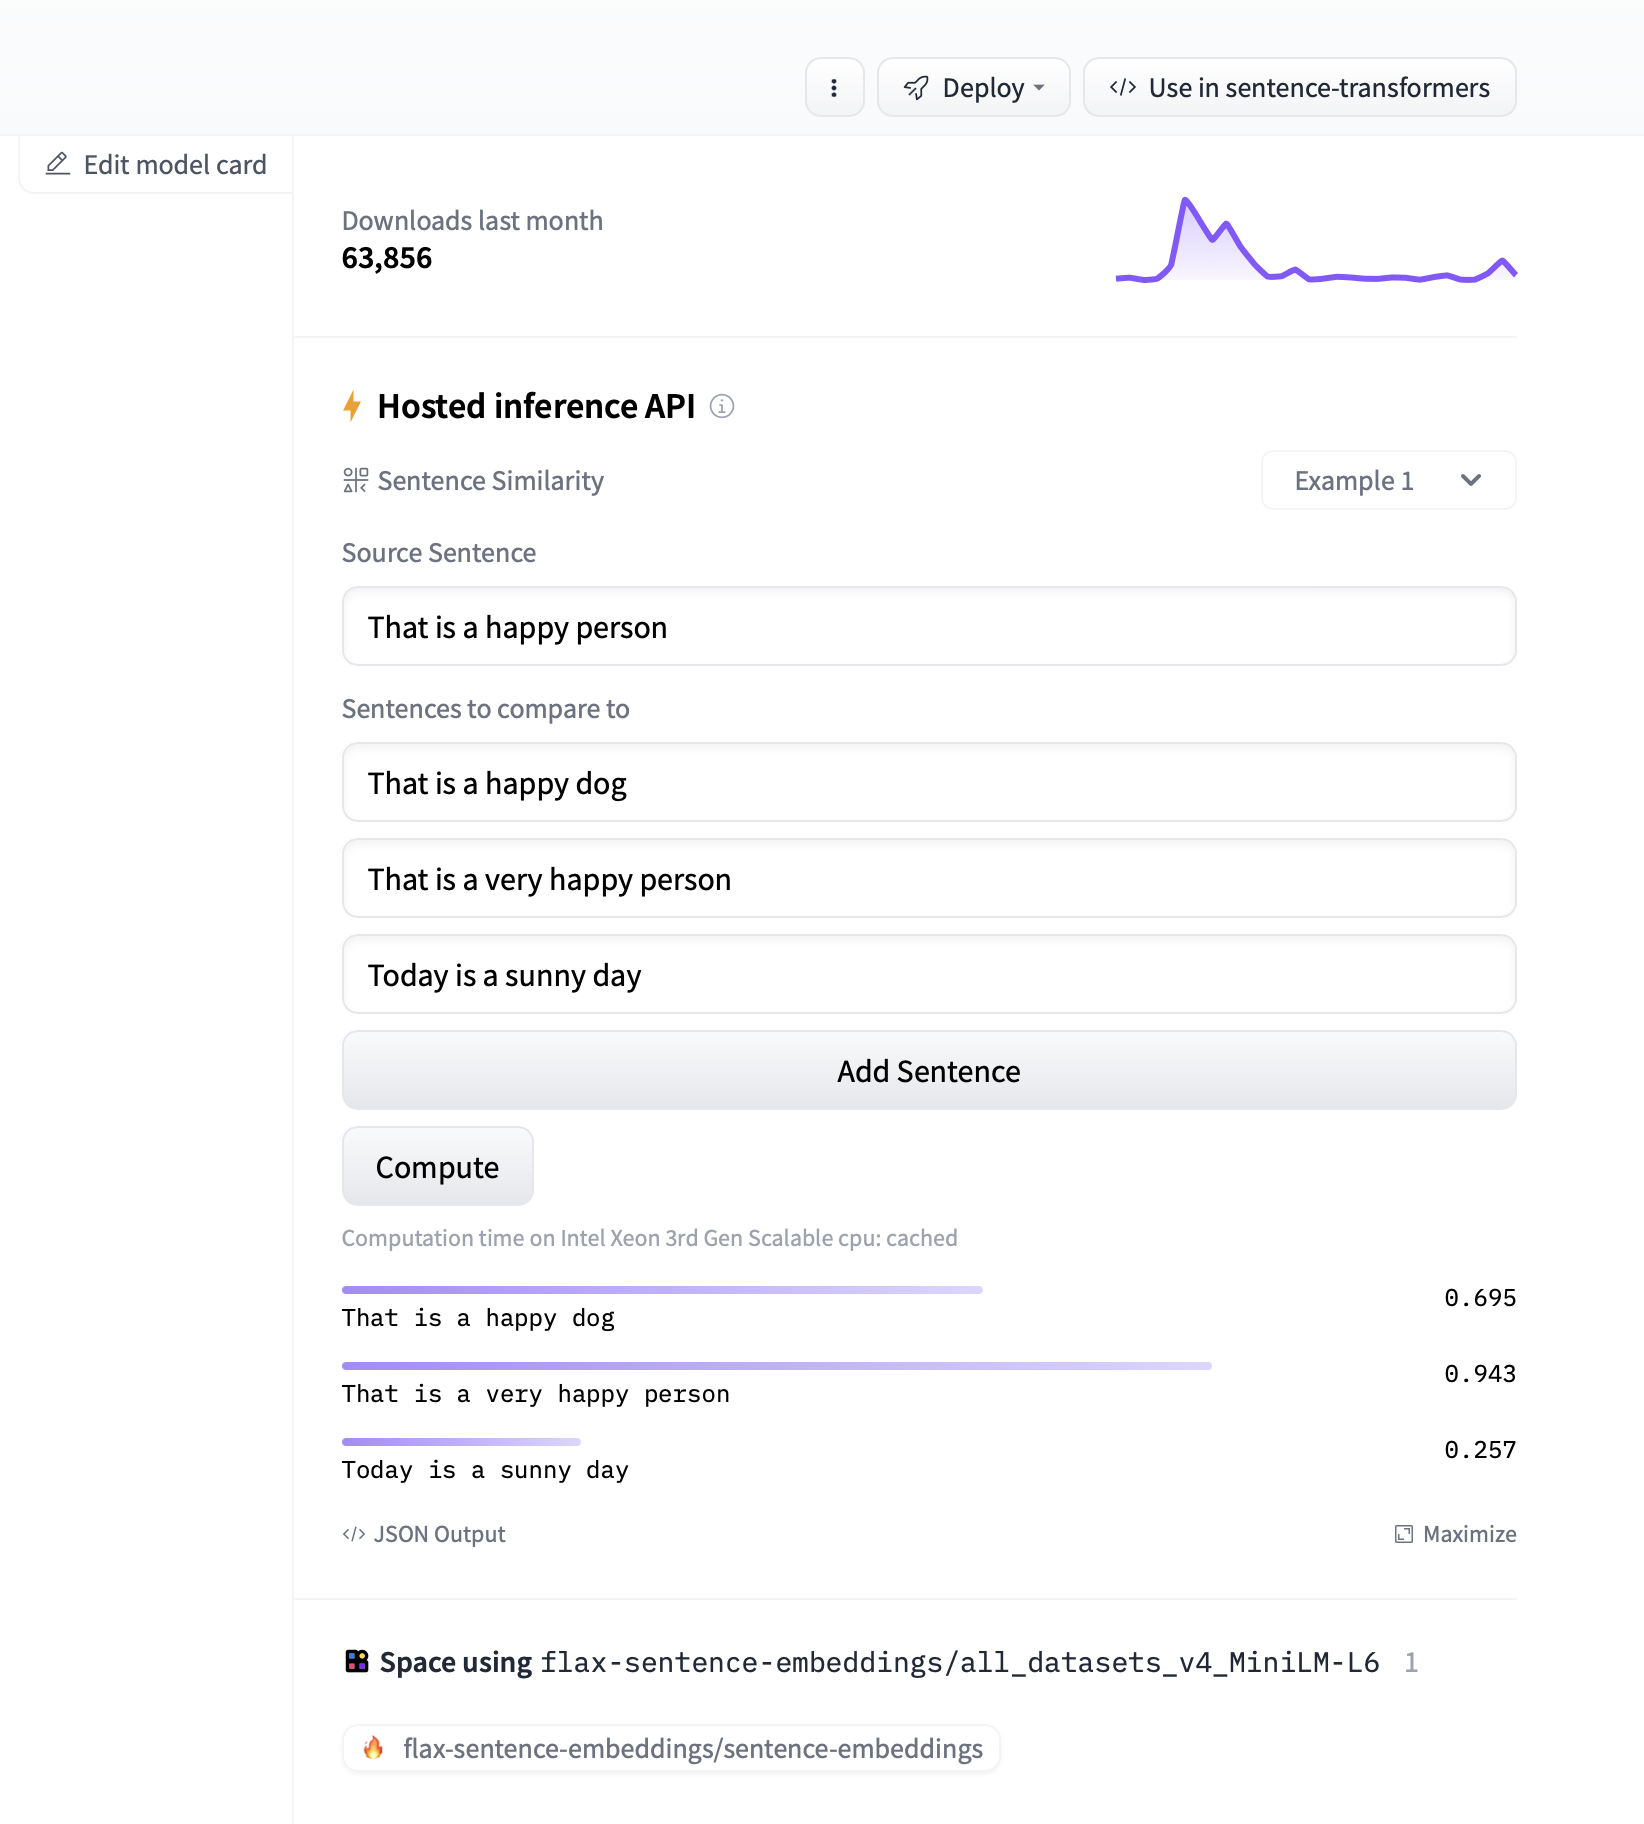 Deploy
</> Use in sentence-transformers
Edit model card
Downloads last month
63,856
Hosted inference API
Sentence Similarity
Example 1
Source Sentence
That is a happy person
Sentences to compare to
That is a happy dog
That is a very happy person
Today is a sunny day
Add Sentence
Compute
Computation time on Intel Xeon 3rd Gen Scalable cpu: cached
0.695
That is a happy dog
0.943
That is a very happy person
0.257
Today is a sunny day
</> JSON Output
Maximize
Space using flax-sentence-embeddings/all_datasets_v4_MiniLM-L6 1
flax-sentence-embeddings/sentence-embeddings